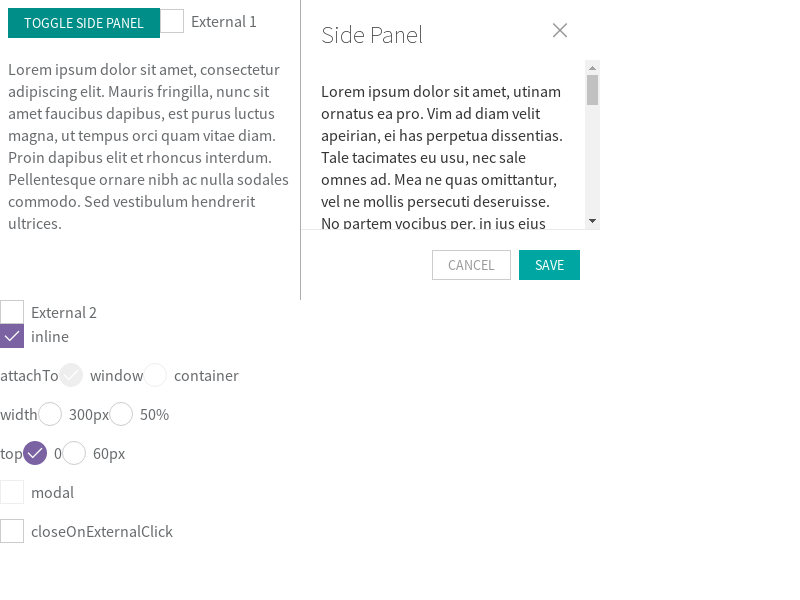 TOGGLE SIDE PANEL
External 1
Lorem ipsum dolor sit amet, consectetur
adipiscing elit. Mauris fringilla, nunc sit
amet faucibus dapibus, est purus luctus
magna, ut tempus orci quam vitae diam.
Proin dapibus elit et rhoncus interdum.
Pellentesque ornare nibh ac nulla sodales
commodo. Sed vestibulum hendrerit
ultrices.
Side Panel
Lorem ipsum dolor sit amet, utinam
ornatus ea pro. Vim ad diam velit
apeirian, ei has perpetua dissentias.
Tale tacimates eu usu, nec sale
omnes ad. Mea ne quas omittantur,
vel ne mollis persecuti deseruisse.
No partem vocibus per, in ius eius
CANCEL
SAVE
External 2
inline
attachTo window container
width 300px 50%
top 0 60px
modal
closeOnExternalClick